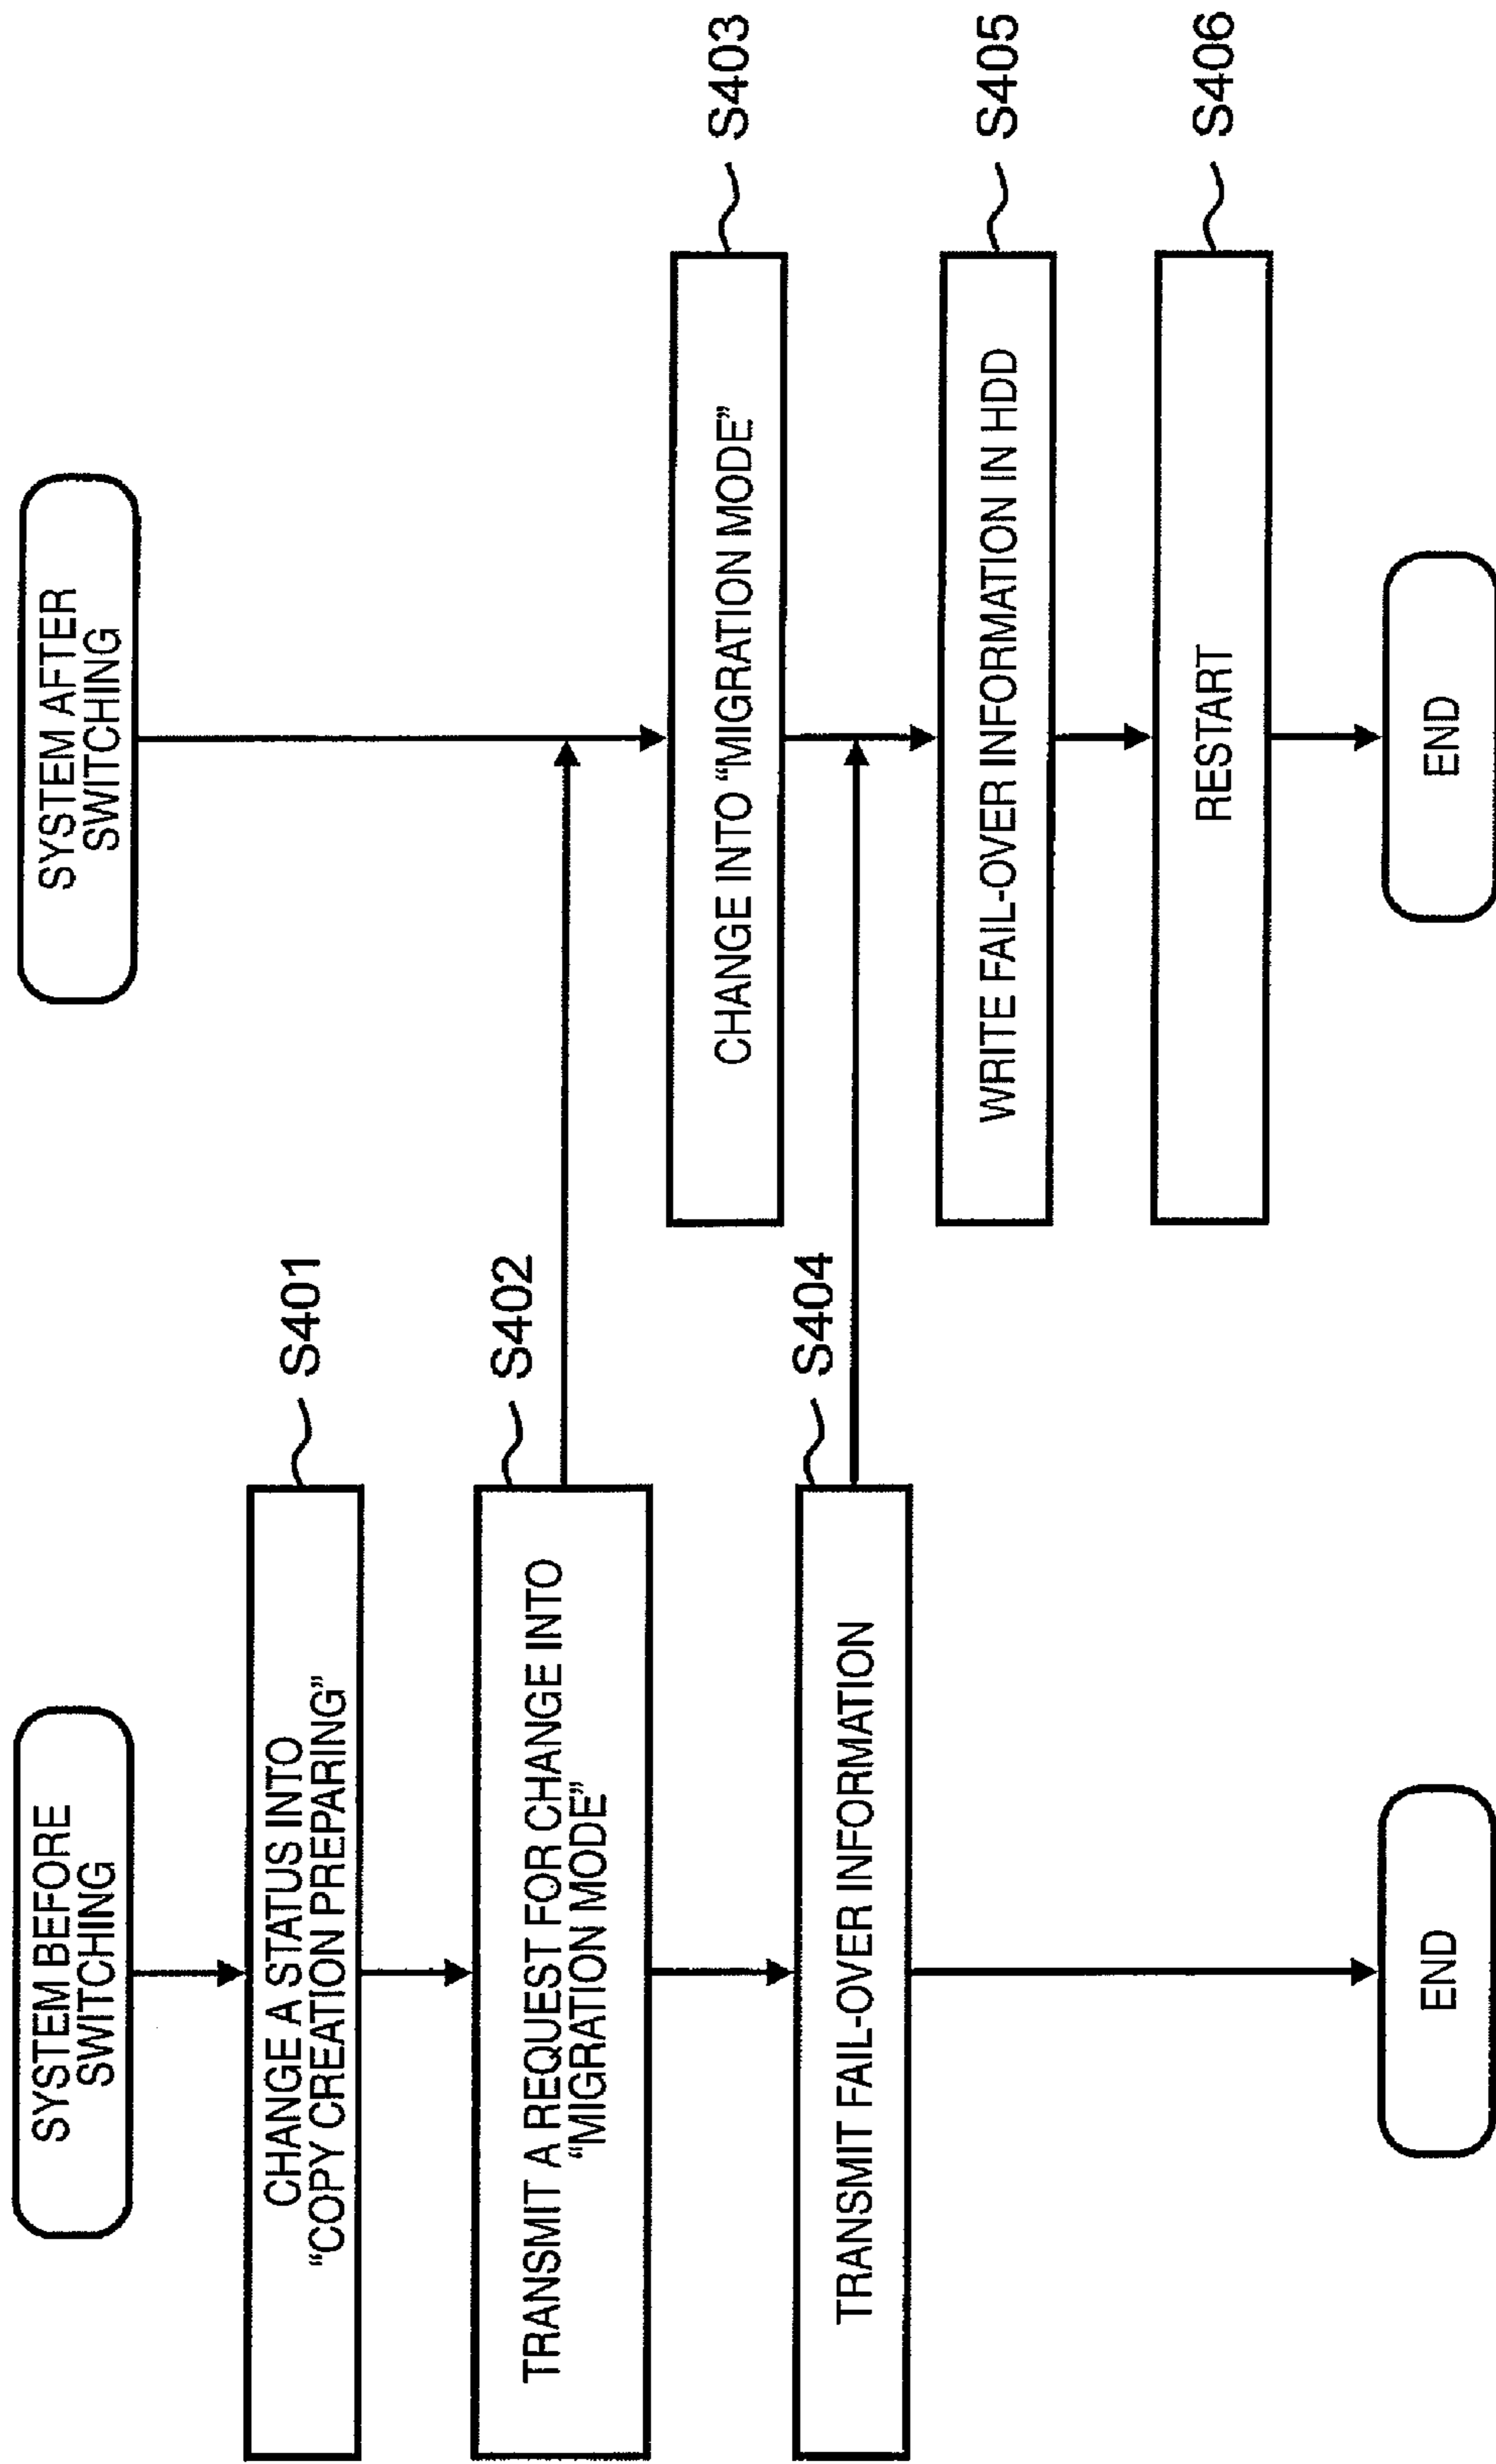 SYSTEM BEFORE
SWITCHING
CHANGE A STATUS INTO
“COPY CREATION PREPARING”
S401
TRANSMIT A REQUEST FOR CHANGE INTO
“MIGRATION MODE”
S402
TRANSMIT FAIL-OVER INFORMATION
S404
END
SYSTEM AFTER
SWITCHING
CHANGE INTO “MIGRATION MODE”
S403
WRITE FAIL-OVER INFORMATION IN HDD
S405
RESTART
S406
END